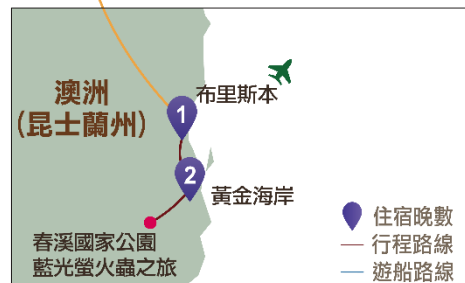 澳洲
(昆士蘭州)
布里斯本
1
2
黃金海岸
春溪國家公園
藍光螢火蟲之旅
住宿晚數
行程路線
遊船路線